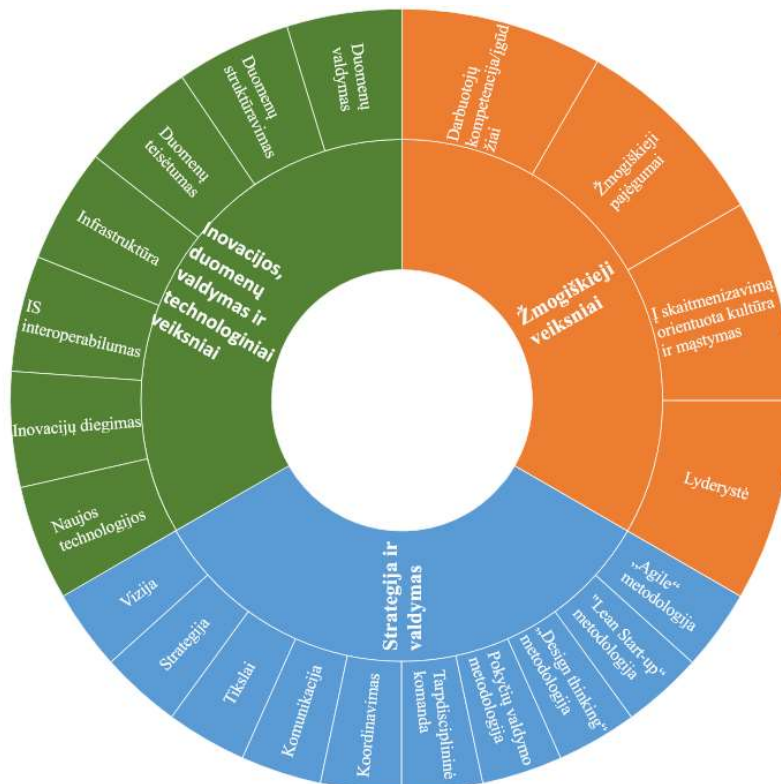 Darbuotojų
kompetencija/įgūd
žiai
Žmogiškieji
pajėgumai
Į skaitmenizavimą
orientuota kultūra
ir mąstymas
Lyderystė
Žmogiškieji
veiksniai
„Agile“
metodologija
"Lean Start-up“
metodologija
„Design thinking“
metodologija
Pokyčių valdymo
metodologija
Tarpdisciplininė
komanda
Koordinavimas
Komunikacija
Tikslai
Strategija
Vizija
Strategija ir
valdymas
Naujos
technologijos
Inovacijų diegimas
IS
interoperabilumas
Infrastruktūra
Duomenų
teisėtumas
Duomenų
struktūravimas
Duomenų
valdymas
Inovacijos,
duomenų
valdymas ir
technologiniai
veiksniai